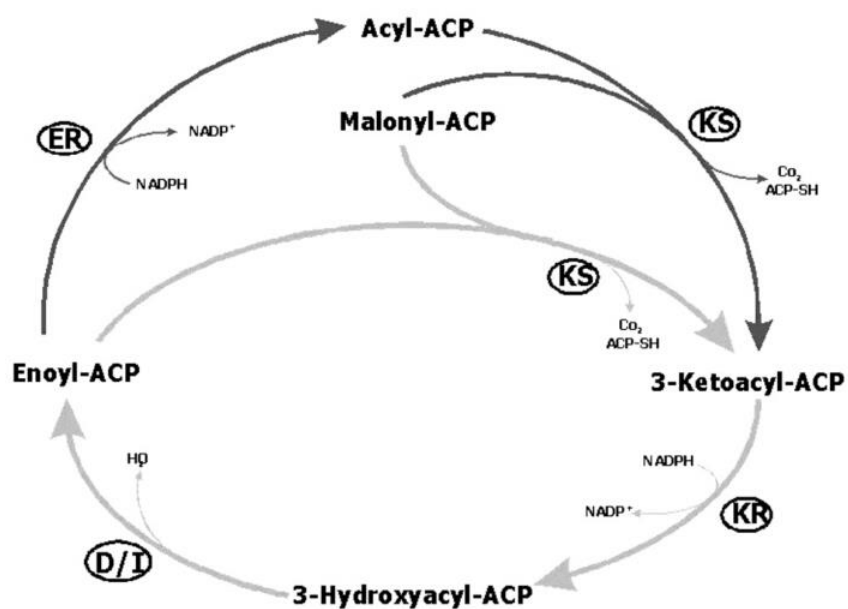 Acyl-ACP
Malonyl-ACP
KS
ER
NADP⁺
NADPH
Co₂
ACP-SH
KS
Co₂
ACP-SH
Enoyl-ACP
3-Ketoacyl-ACP
H₂O
NADPH
NADP⁺
KR
D/I
3-Hydroxyacyl-ACP